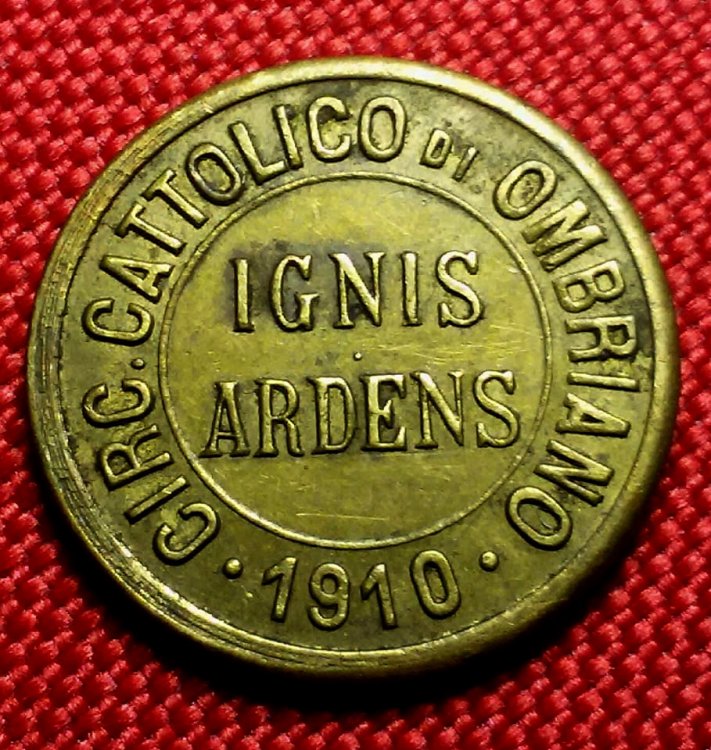 CIRC. CATTOLICO DI OMBRIANO
IGNIS
ARDENS
· 1910 ·